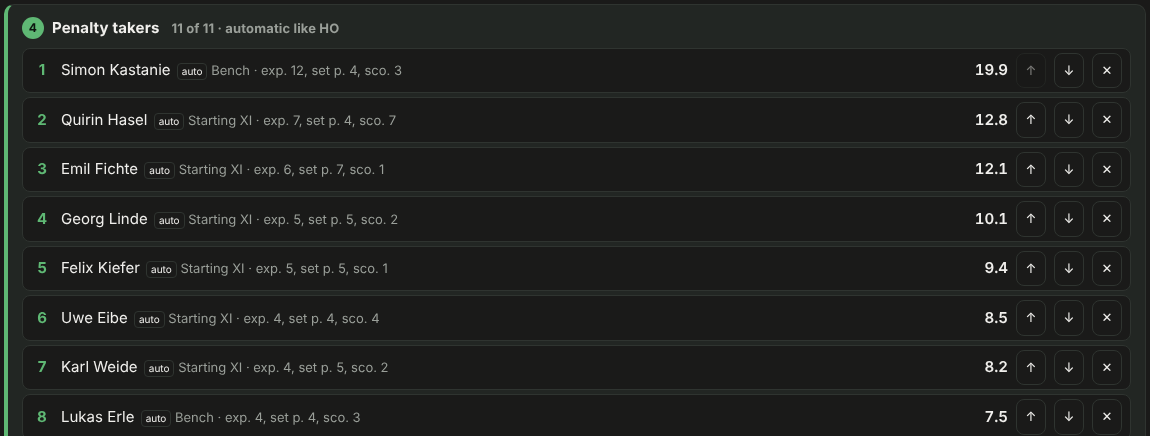 4 Penalty takers 11 of 11 · automatic like HO
1 Simon Kastanie auto Bench · exp. 12, set p. 4, sco. 3 19.9 ↑ ↓ ×
2 Quirin Hasel auto Starting XI · exp. 7, set p. 4, sco. 7 12.8 ↑ ↓ ×
3 Emil Fichte auto Starting XI · exp. 6, set p. 7, sco. 1 12.1 ↑ ↓ ×
4 Georg Linde auto Starting XI · exp. 5, set p. 5, sco. 2 10.1 ↑ ↓ ×
5 Felix Kiefer auto Starting XI · exp. 5, set p. 5, sco. 1 9.4 ↑ ↓ ×
6 Uwe Eibe auto Starting XI · exp. 4, set p. 4, sco. 4 8.5 ↑ ↓ ×
7 Karl Weide auto Starting XI · exp. 4, set p. 5, sco. 2 8.2 ↑ ↓ ×
8 Lukas Erle auto Bench · exp. 4, set p. 4, sco. 3 7.5 ↑ ↓ ×